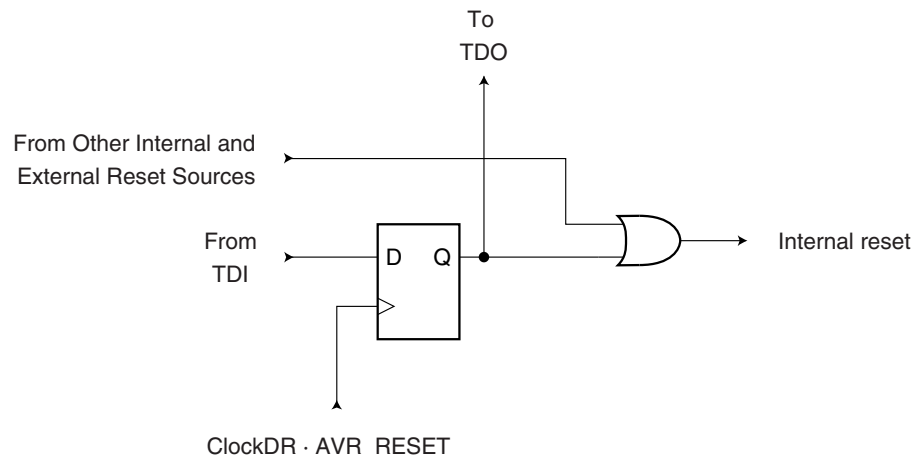 To
TDO
From Other Internal and
External Reset Sources
From
TDI
D Q
Internal reset
ClockDR · AVR_RESET